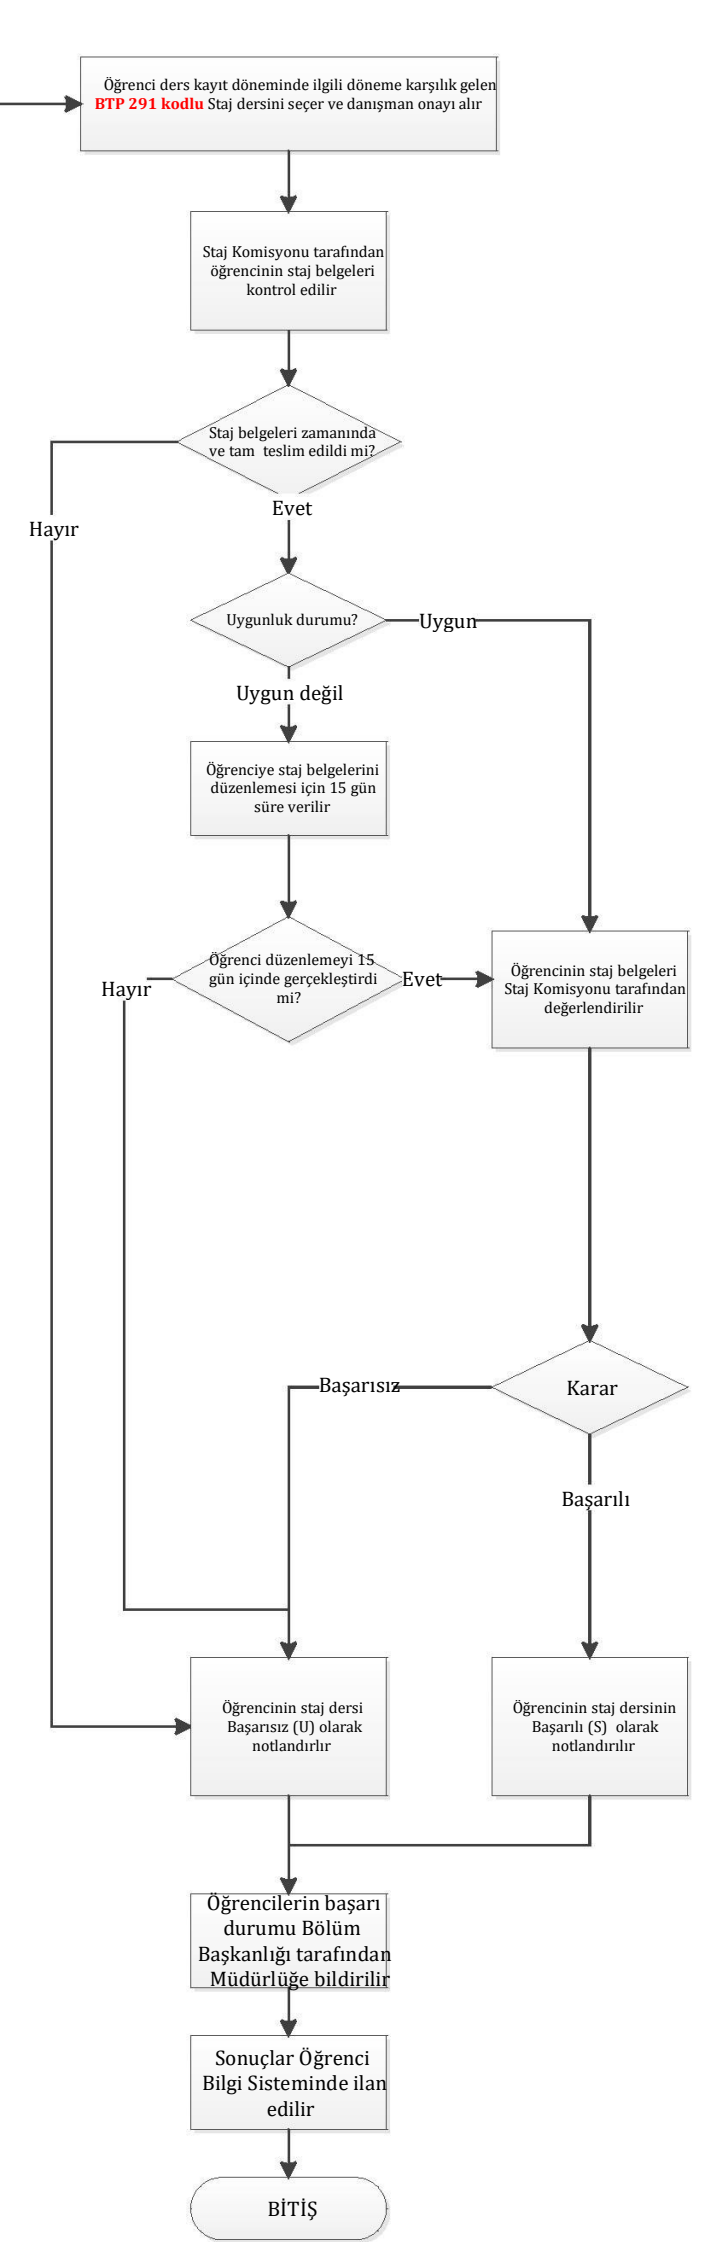 Öğrenci ders kayıt döneminde ilgili döneme karşılık gelen
BTP 291 kodlu Staj dersini seçer ve danışman onayı alır
Staj Komisyonu tarafından
öğrencinin staj belgeleri
kontrol edilir
Staj belgeleri zamanında
ve tam teslim edildi mi?
Evet
Hayır
Uygunluk durumu?
Uygun
Uygun değil
Öğrenciye staj belgelerini
düzenlemesi için 15 gün
süre verilir
Öğrenci düzenlemeyi 15
gün içinde gerçekleştirdi
mi?
Hayır
Evet
Öğrencinin staj belgeleri
Staj Komisyonu tarafından
değerlendirilir
Karar
Başarısız
Başarılı
Öğrencinin staj dersi
Başarısız (U) olarak
notlandırlır
Öğrencinin staj dersinin
Başarılı (S) olarak
notlandırılır
Öğrencilerin başarı
durumu Bölüm
Başkanlığı tarafından
Müdürlüğe bildirilir
Sonuçlar Öğrenci
Bilgi Sisteminde ilan
edilir
BİTİŞ